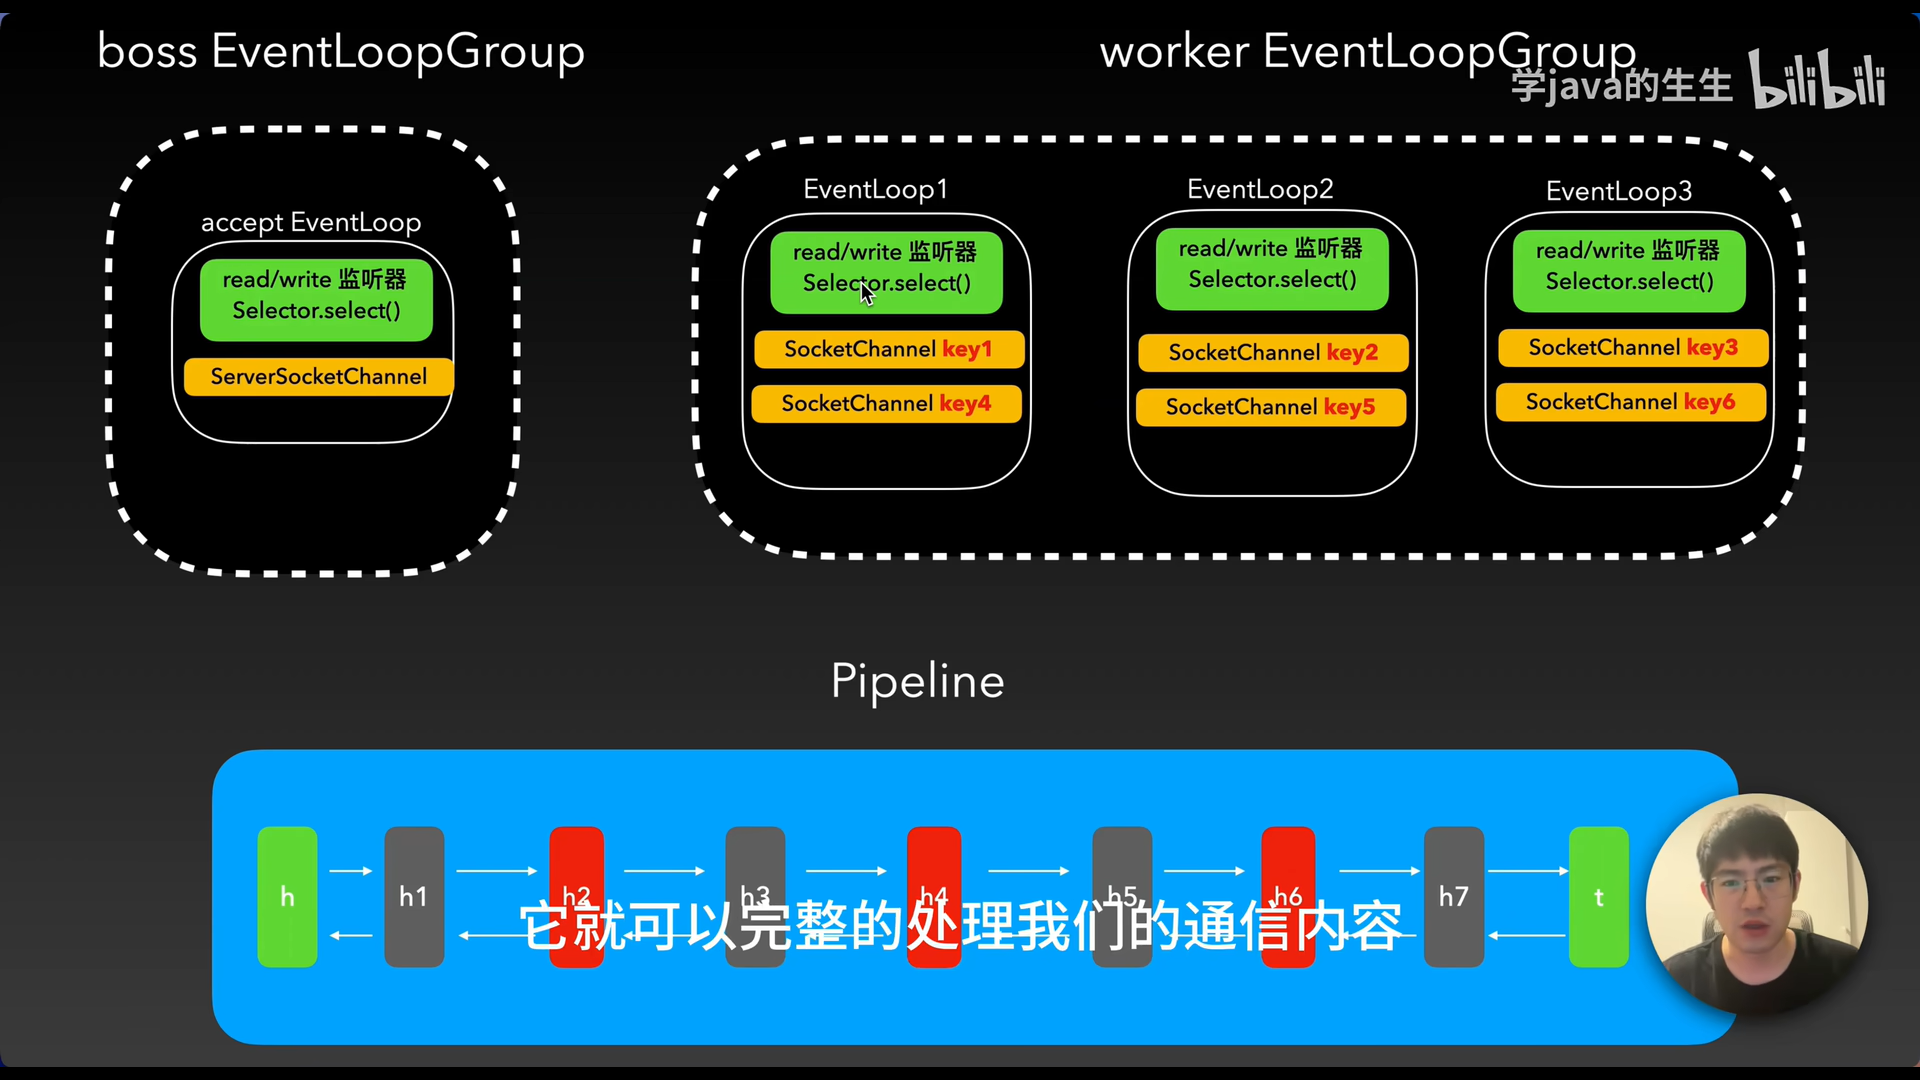 boss EventLoopGroup
worker EventLoopGroup
学java的生生 bilibili
accept EventLoop
read/write 监听器
Selector.select()
ServerSocketChannel
EventLoop1
read/write 监听器
Selector.select()
SocketChannel key1
SocketChannel key4
EventLoop2
read/write 监听器
Selector.select()
SocketChannel key2
SocketChannel key5
EventLoop3
read/write 监听器
Selector.select()
SocketChannel key3
SocketChannel key6
Pipeline
h
h1
h2
h3
h4
h5
h6
h7
t
它就可以完整的处理我们的通信内容